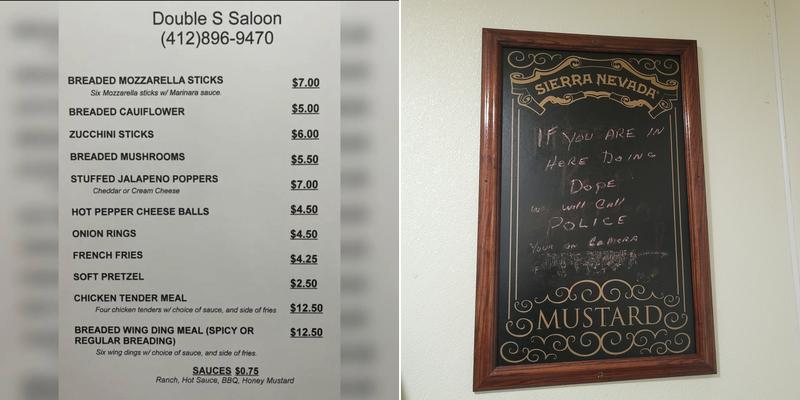 Double S Saloon
(412)896-9470
BREADED MOZZARELLA STICKS $7.00
Six Mozzarella sticks w/ Marinara sauce.
BREADED CAUIFLOWER $5.00
ZUCCHINI STICKS $6.00
BREADED MUSHROOMS $5.50
STUFFED JALAPENO POPPERS $7.00
Cheddar or Cream Cheese
HOT PEPPER CHEESE BALLS $4.50
ONION RINGS $4.50
FRENCH FRIES $4.25
SOFT PRETZEL $2.50
CHICKEN TENDER MEAL $12.50
Four chicken tenders w/ choice of sauce, and side of fries
BREADED WING DING MEAL (SPICY OR $12.50
REGULAR BREADING)
Six wing dings w/ choice of sauce, and side of fries.
SAUCES $0.75
Ranch, Hot Sauce, BBQ, Honey Mustard
SIERRA NEVADA
IF YOU ARE IN
HERE DOING
DOPE
we will Call
POLICE
YOUR ON CAMERA
MUSTARD